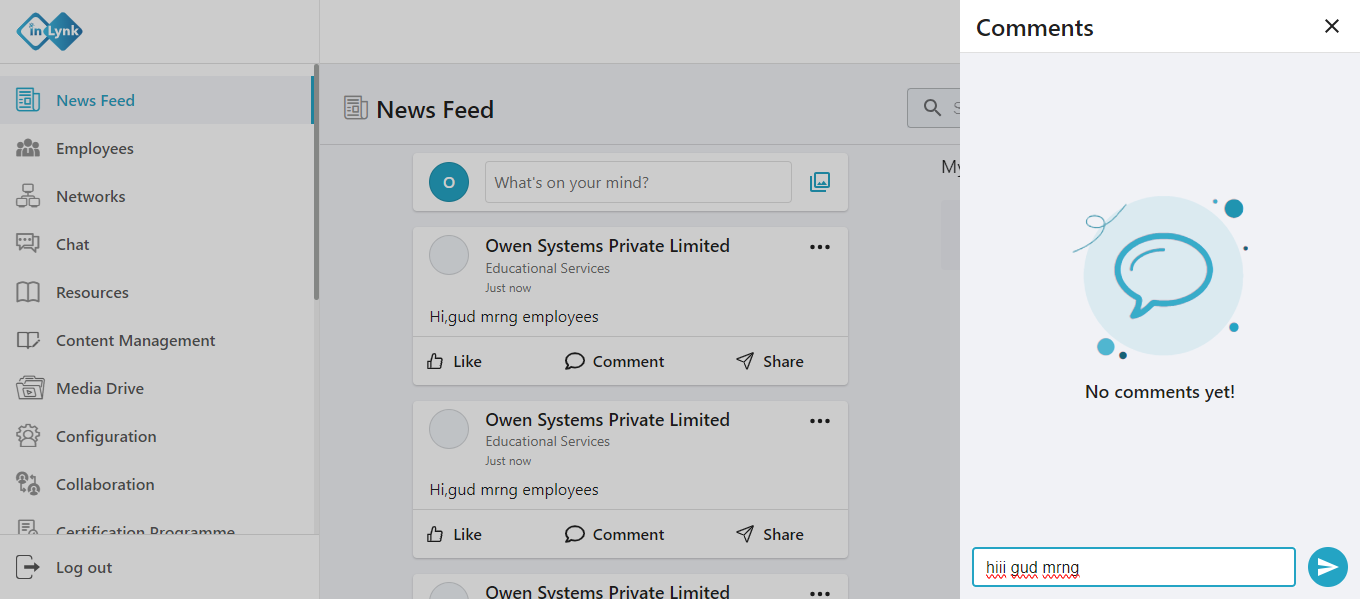 inLynk
News Feed
Employees
Networks
Chat
Resources
Content Management
Media Drive
Configuration
Collaboration
Certification Programme
Log out
News Feed
My
O
What's on your mind?
Owen Systems Private Limited
Educational Services
Just now
Hi,gud mrng employees
Like Comment Share
Owen Systems Private Limited
Educational Services
Just now
Hi,gud mrng employees
Like Comment Share
Owen Systems Private Limited
Comments
No comments yet!
hiii gud mrng